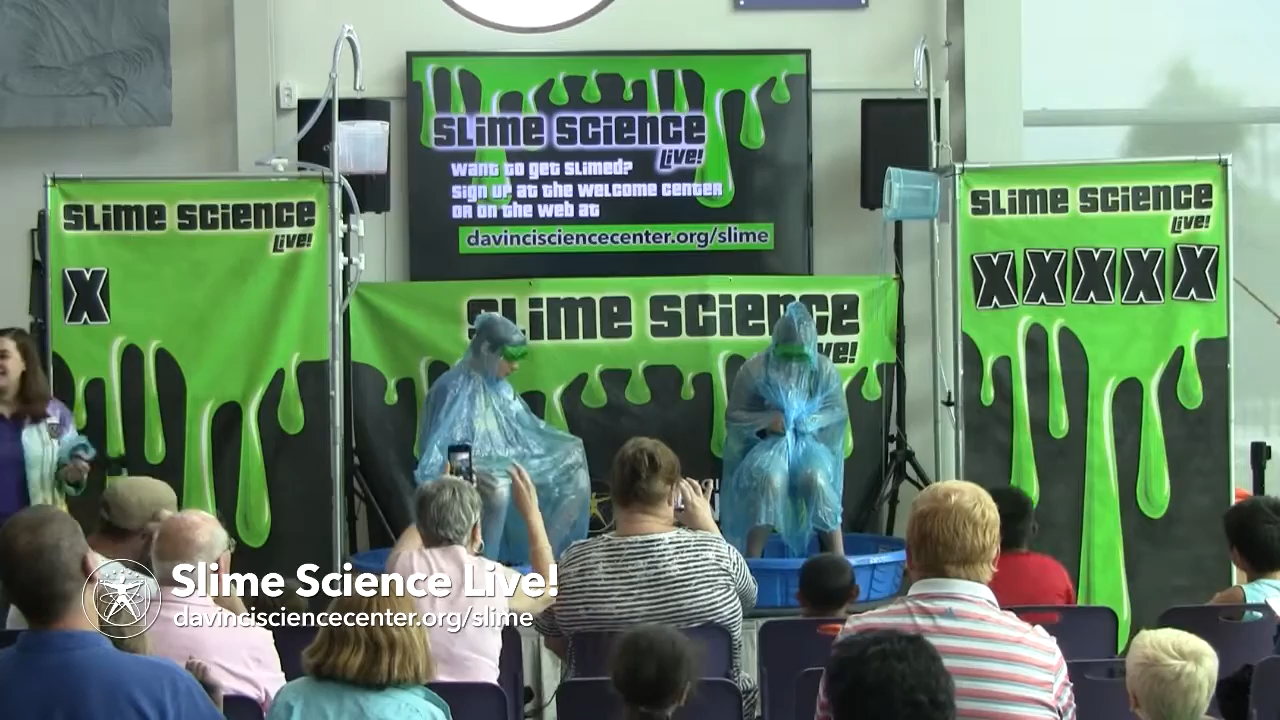 SLIME SCIENCE
LIVE!
WANT TO GET SLIMED?
SIGN UP AT THE WELCOME CENTER
OR ON THE WEB AT
davincisciencecenter.org/slime
SLIME SCIENCE
LIVE!
X
SLIME SCIENCE
LIVE!
SLIME SCIENCE
LIVE!
XXXXX
Slime Science Live!
davincisciencecenter.org/slime